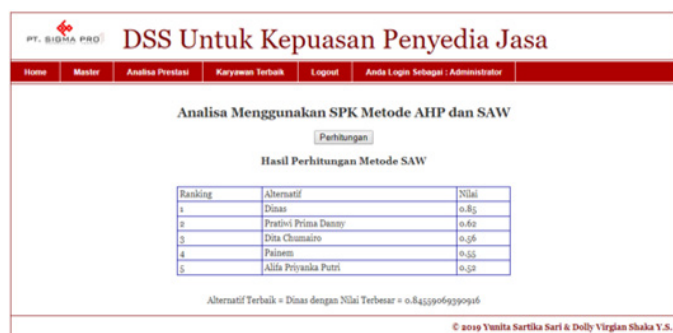 PT. SIGMA PRO
DSS Untuk Kepuasan Penyedia Jasa
Home Master Analisa Prestasi Karyawan Terbaik Logout Anda Login Sebagai : Administrator
Analisa Menggunakan SPK Metode AHP dan SAW
Perhitungan
Hasil Perhitungan Metode SAW
Ranking Alternatif Nilai
1 Dinas 0.85
2 Pratiwi Prima Danny 0.62
3 Dita Chumairo 0.56
4 Painem 0.55
5 Alifa Priyanka Putri 0.52
Alternatif Terbaik = Dinas dengan Nilai Terbesar = 0.84559069390916
© 2019 Yunita Sartika Sari & Dolly Virgian Shaka Y.S.